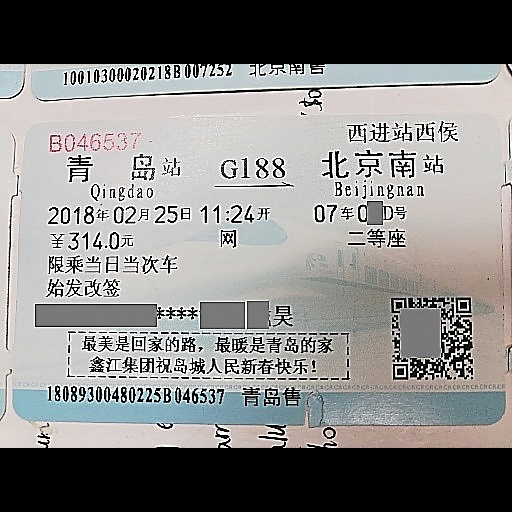 10010300020218B007252 北京南售
B046537
西进站西侯
青岛站 G188 北京南站
Qingdao Beijingnan
2018年02月25日 11:24开 07车0D号
￥314.0元 网 二等座
限乘当日当次车
始发改签
**** 昊
最美是回家的路，最暖是青岛的家
鑫江集团祝岛城人民新春快乐！
18089300480225B046537 青岛售